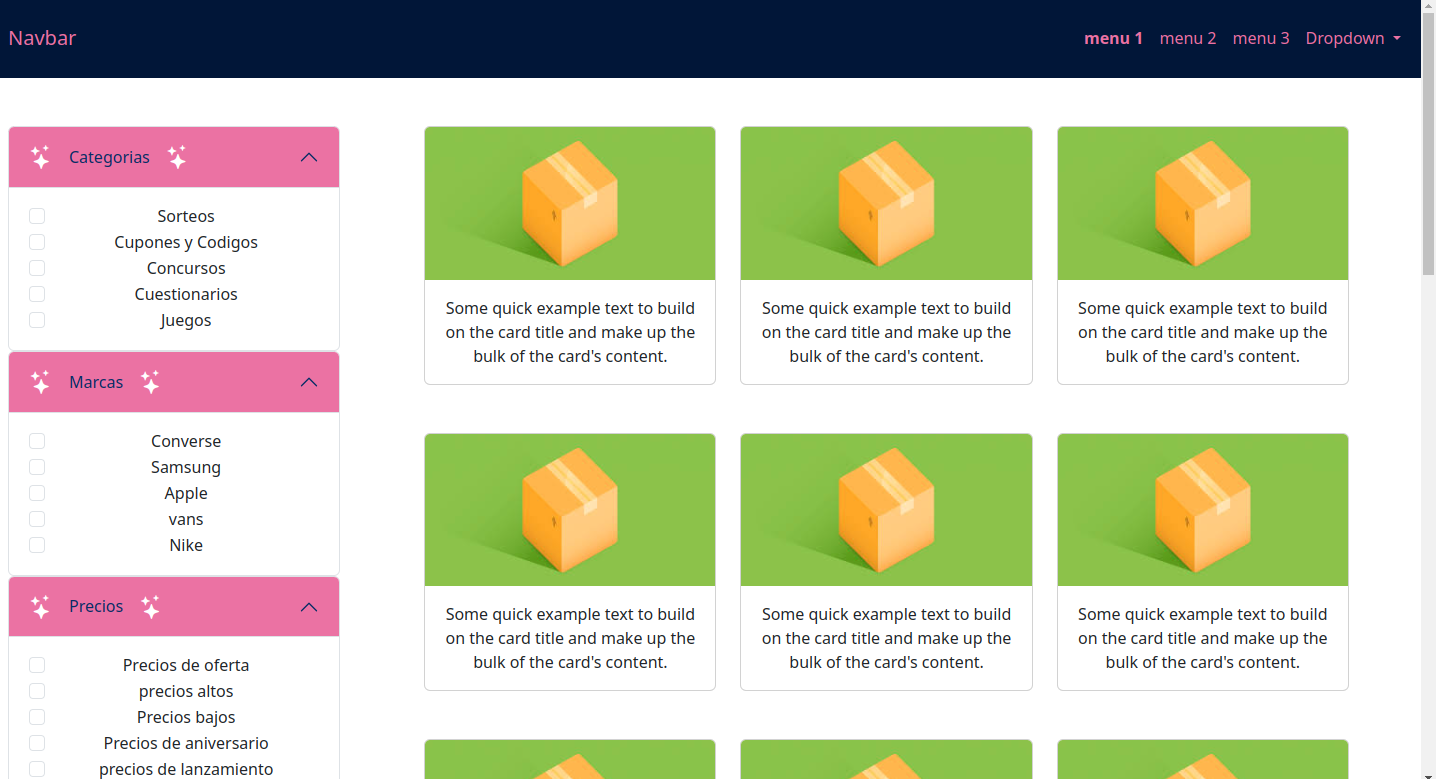 Navbar
menu 1 menu 2 menu 3 Dropdown
Categorias
Sorteos
Cupones y Codigos
Concursos
Cuestionarios
Juegos
Marcas
Converse
Samsung
Apple
vans
Nike
Precios
Precios de oferta
precios altos
Precios bajos
Precios de aniversario
precios de lanzamiento
Some quick example text to build
on the card title and make up the
bulk of the card's content.
Some quick example text to build
on the card title and make up the
bulk of the card's content.
Some quick example text to build
on the card title and make up the
bulk of the card's content.
Some quick example text to build
on the card title and make up the
bulk of the card's content.
Some quick example text to build
on the card title and make up the
bulk of the card's content.
Some quick example text to build
on the card title and make up the
bulk of the card's content.